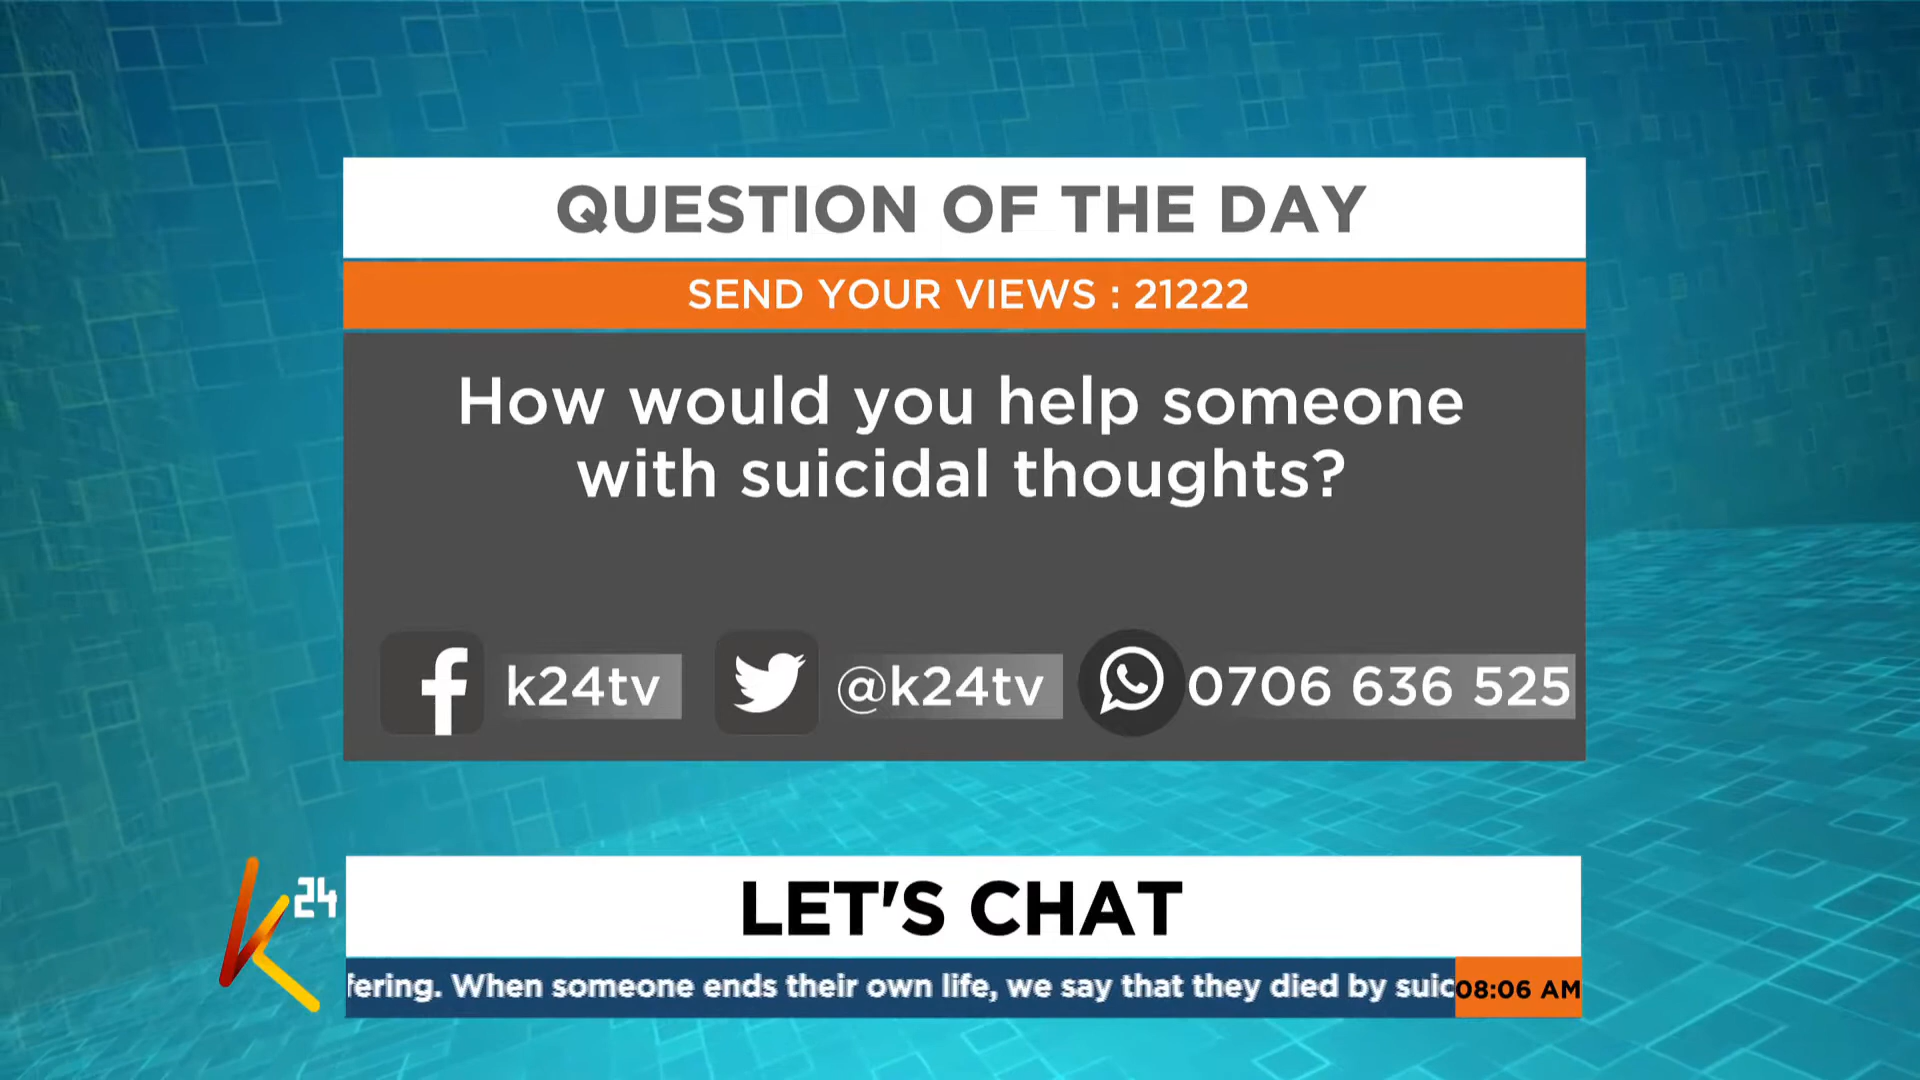 QUESTION OF THE DAY
SEND YOUR VIEWS : 21222
How would you help someone
with suicidal thoughts?
k24tv
@k24tv
0706 636 525
K24
LET'S CHAT
When someone ends their own life, we say that they died by
08:06 AM